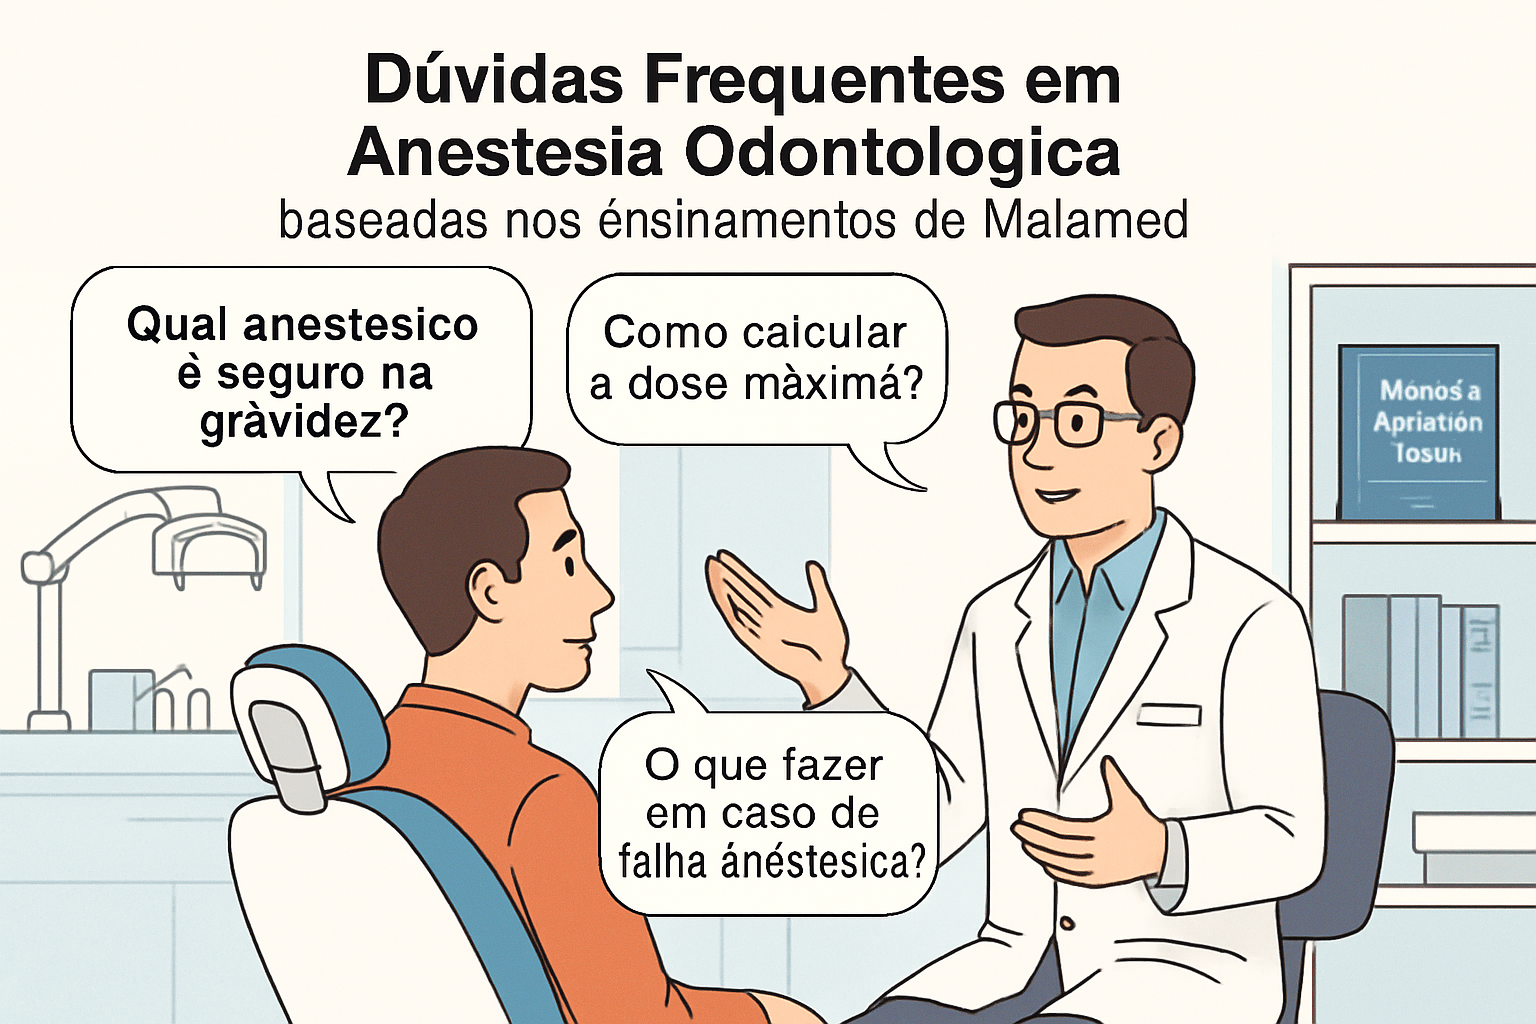 Dúvidas Frequentes em
Anestesia Odontologica
baseadas nos énsinamentos de Malamed
Qual anestesico
è seguro na
gràvidez?
Como caicular
a dose màximá?
Mónos a
Apriatión
Tosuн
O que fazer
em caso de
falha ánéstesica?